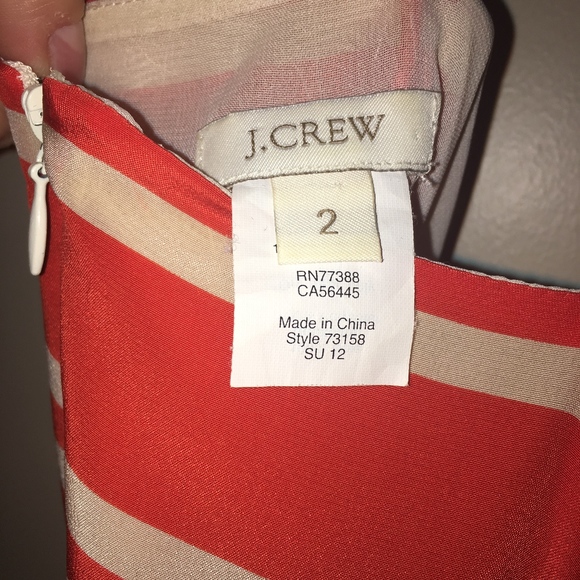 J.CREW
2
RN77388
CA56445
Made in China
Style 73158
SU 12